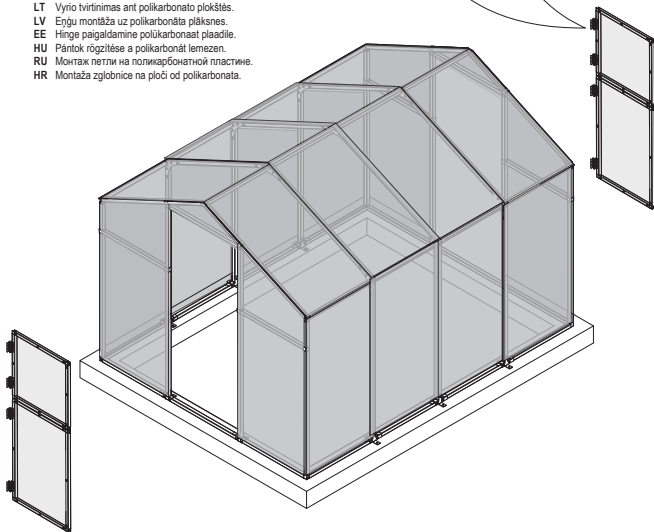 LT Vyrio tvirtinimas ant polikarbonato plokštės.
LV Eņģu montāža uz polikarbonāta plāksnes.
EE Hinge paigaldamine polükarbonaat plaadile.
HU Pántok rögzítése a polikarbonát lemezen.
RU Монтаж петли на поликарбонатной пластине.
HR Montaža zglobnice na ploči od polikarbonata.